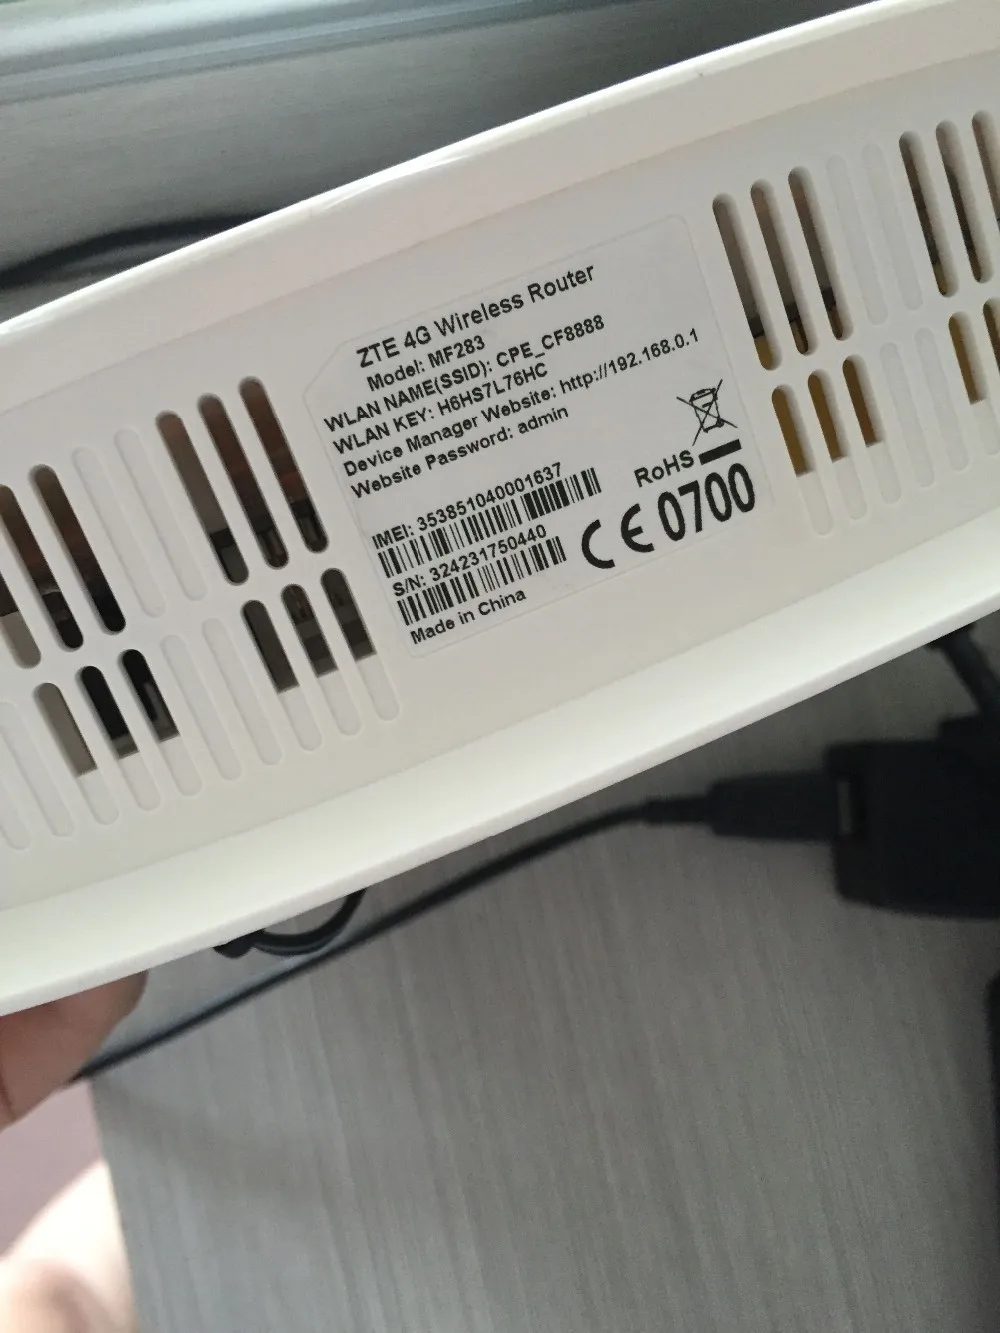 ZTE 4G Wireless Router
Model: MF283
WLAN NAME(SSID): CPE_CF8888
WLAN KEY: H6HS7L76HC
Device Manager Website: http://192.168.0.1
Website Password: admin
IMEI: 353851040001637
S/N: 324231750440
Made in China
RoHS
CE 0700